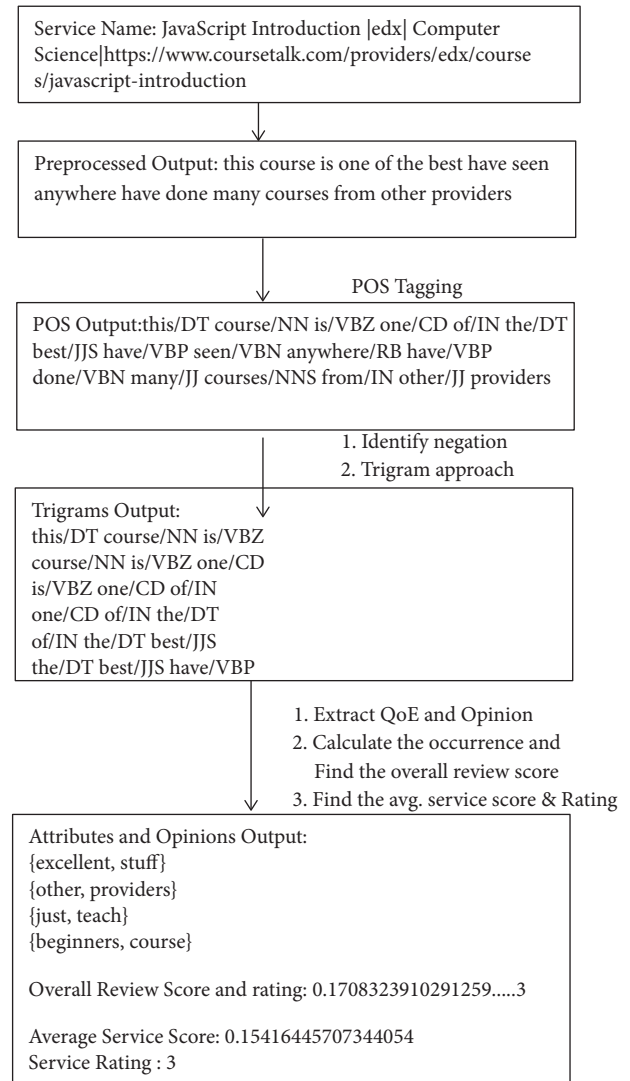 Service Name: JavaScript Introduction |edx| Computer
Science|https://www.coursetalk.com/providers/edx/course
s/javascript-introduction
Preprocessed Output: this course is one of the best have seen
anywhere have done many courses from other providers
POS Tagging
POS Output:this/DT course/NN is/VBZ one/CD of/IN the/DT
best/JJS have/VBP seen/VBN anywhere/RB have/VBP
done/VBN many/JJ courses/NNS from/IN other/JJ providers
1. Identify negation
2. Trigram approach
Trigrams Output:
this/DT course/NN is/VBZ
course/NN is/VBZ one/CD
is/VBZ one/CD of/IN
one/CD of/IN the/DT
of/IN the/DT best/JJS
the/DT best/JJS have/VBP
1. Extract QoE and Opinion
2. Calculate the occurrence and
Find the overall review score
3. Find the avg. service score & Rating
Attributes and Opinions Output:
{excellent, stuff}
{other, providers}
{just, teach}
{beginners, course}
Overall Review Score and rating: 0.1708323910291259.....3
Average Service Score: 0.15416445707344054
Service Rating : 3